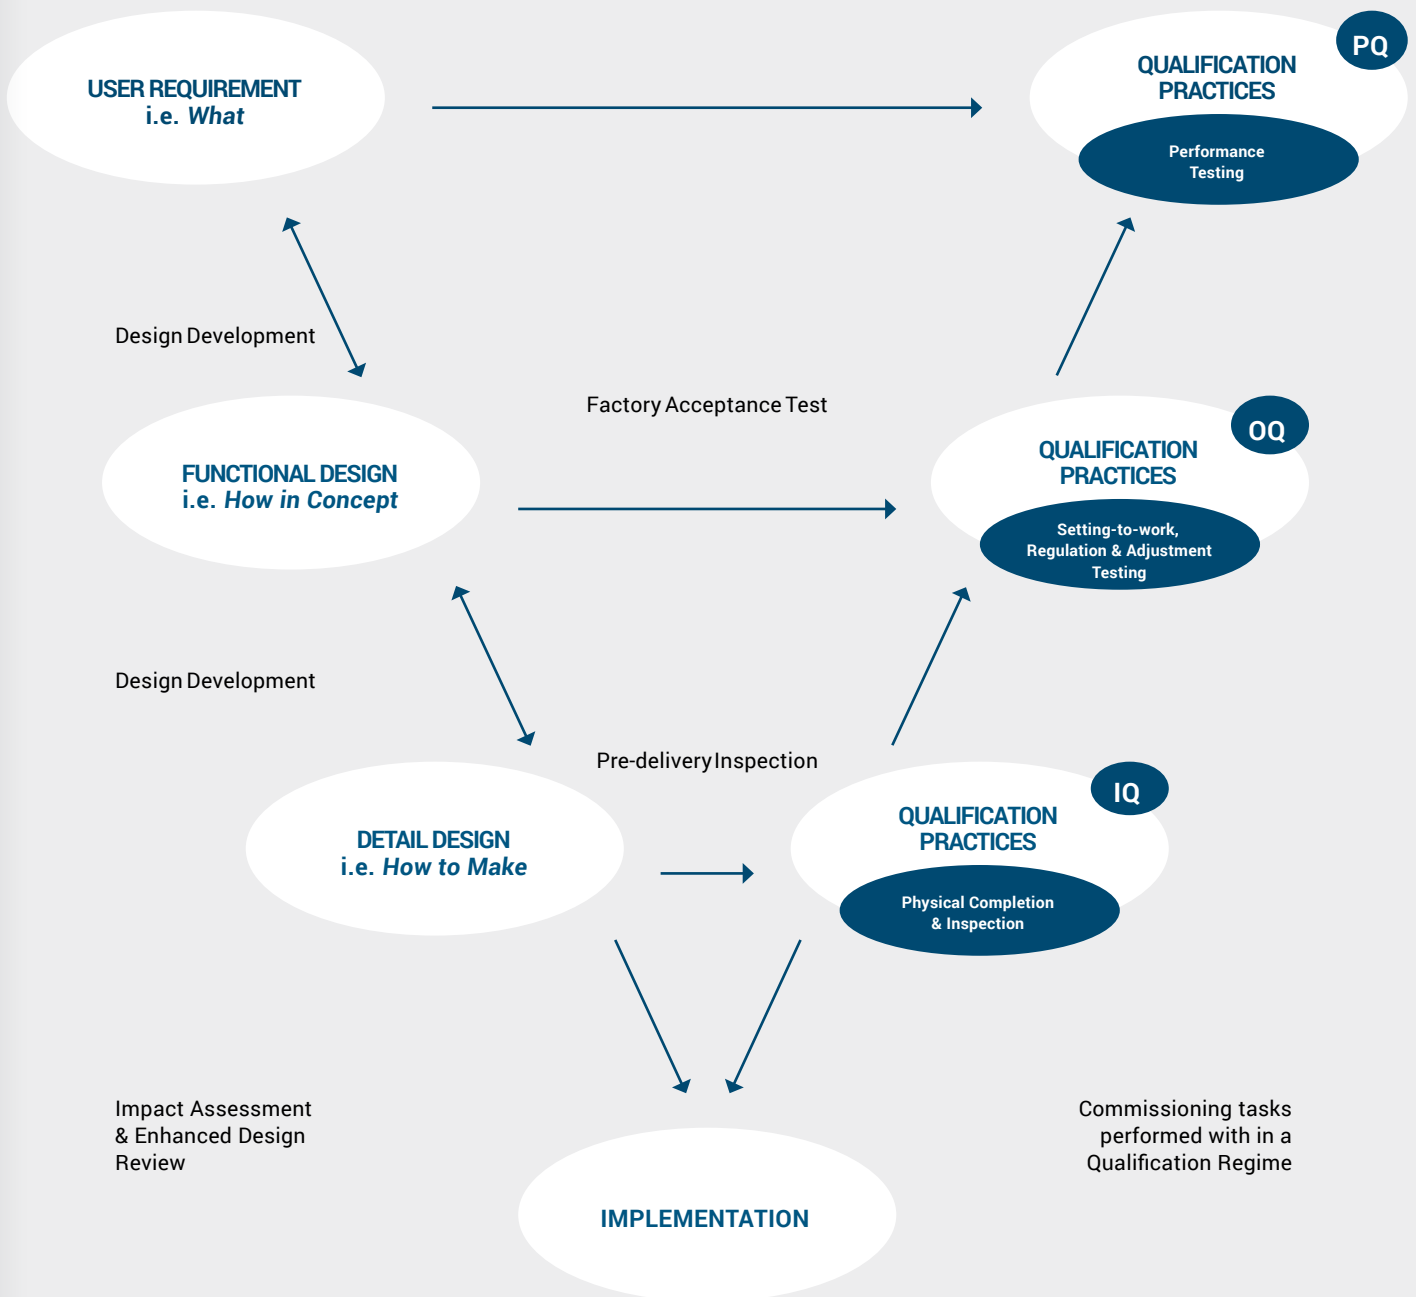 USER REQUIREMENT
i.e. What
PQ
QUALIFICATION
PRACTICES
Performance
Testing
Design Development
Factory Acceptance Test
FUNCTIONAL DESIGN
i.e. How in Concept
OQ
QUALIFICATION
PRACTICES
Setting-to-work,
Regulation & Adjustment
Testing
Design Development
Pre-delivery Inspection
DETAIL DESIGN
i.e. How to Make
IQ
QUALIFICATION
PRACTICES
Physical Completion
& Inspection
Impact Assessment
& Enhanced Design
Review
Commissioning tasks
performed with in a
Qualification Regime
IMPLEMENTATION